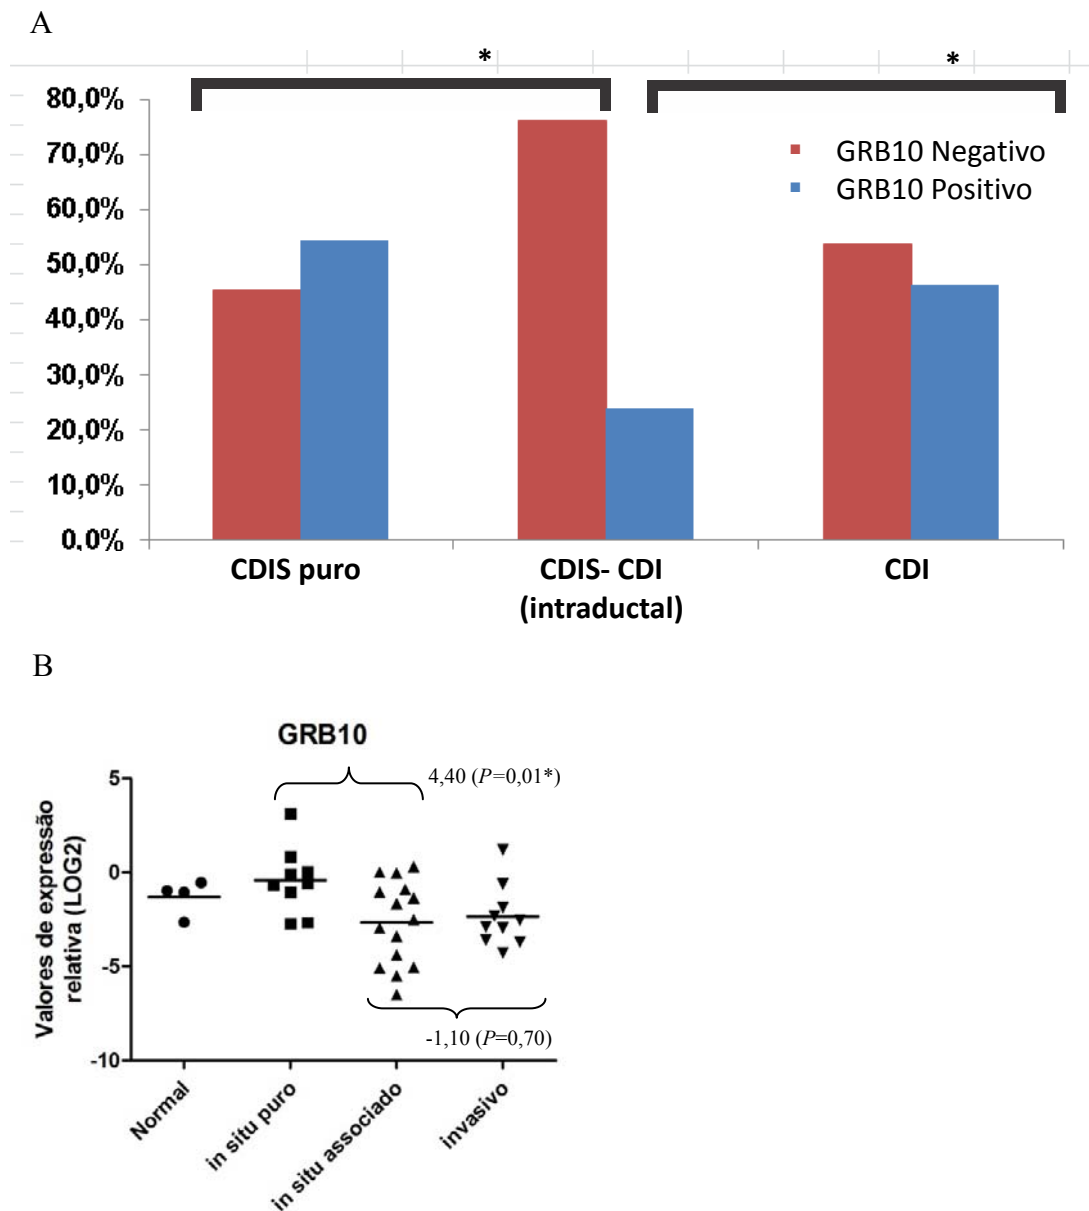 A
*
*
80,0%
70,0%
60,0%
50,0%
40,0%
30,0%
20,0%
10,0%
0,0%
GRB10 Negativo
GRB10 Positivo
CDIS puro
CDIS- CDI
(intraductal)
CDI
B
GRB10
4,40 (P=0,01*)
Valores de expressão
relativa (LOG2)
5
0
-5
-10
-1,10 (P=0,70)
Normal
in situ puro
in situ associado
invasivo